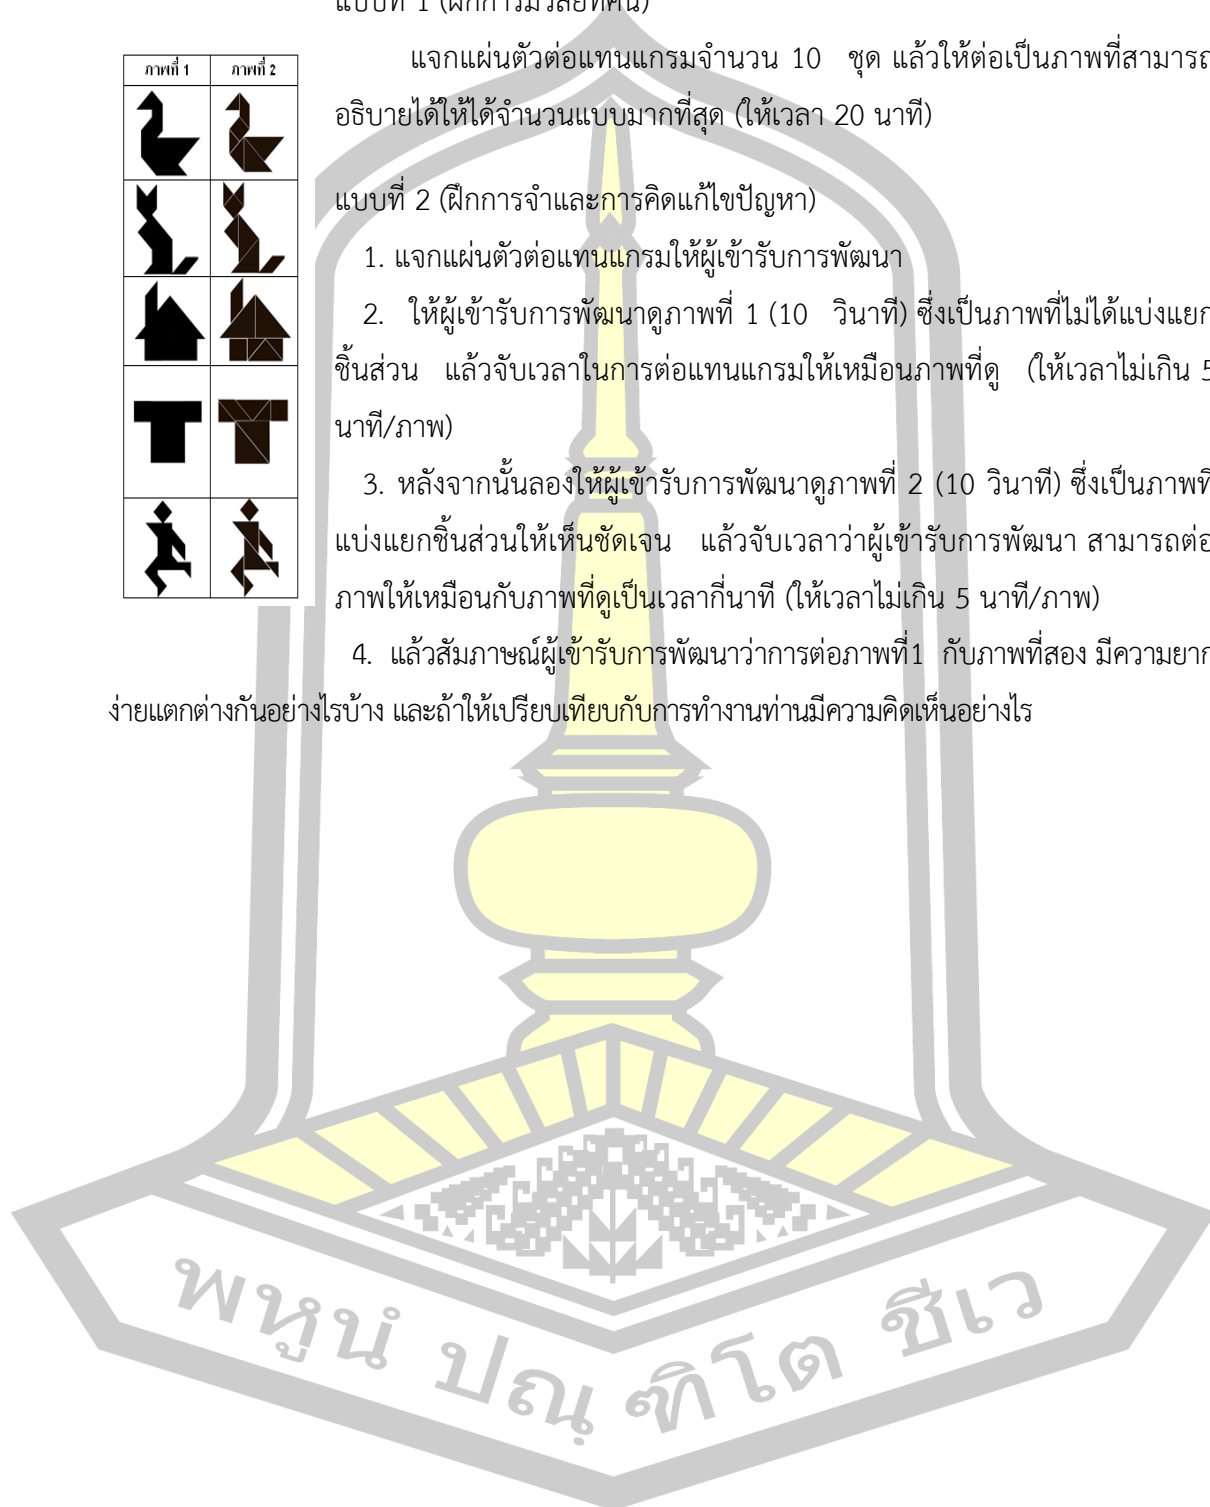 แบบที่ 1 (ฝึกการมีวิสัยทัศน์)
ภาพที่ 1 ภาพที่ 2
แจกแผ่นตัวต่อแทนแกรมจำนวน 10 ชุด แล้วให้ต่อเป็นภาพที่สามารถ
อธิบายได้ให้ได้จำนวนแบบมากที่สุด (ให้เวลา 20 นาที)
แบบที่ 2 (ฝึกการจำและการคิดแก้ไขปัญหา)
1. แจกแผ่นตัวต่อแทนแกรมให้ผู้เข้ารับการพัฒนา
2. ให้ผู้เข้ารับการพัฒนาดูภาพที่ 1 (10 วินาที) ซึ่งเป็นภาพที่ไม่ได้แบ่งแยก
ชิ้นส่วน แล้วจับเวลาในการต่อแทนแกรมให้เหมือนภาพที่ดู (ให้เวลาไม่เกิน 5
นาที/ภาพ)
3. หลังจากนั้นลองให้ผู้เข้ารับการพัฒนาดูภาพที่ 2 (10 วินาที) ซึ่งเป็นภาพที่
แบ่งแยกชิ้นส่วนให้เห็นชัดเจน แล้วจับเวลาว่าผู้เข้ารับการพัฒนา สามารถต่อ
ภาพให้เหมือนกับภาพที่ดูเป็นเวลากี่นาที (ให้เวลาไม่เกิน 5 นาที/ภาพ)
4. แล้วสัมภาษณ์ผู้เข้ารับการพัฒนาว่าการต่อภาพที่1 กับภาพที่สอง มีความยาก
ง่ายแตกต่างกันอย่างไรบ้าง และถ้าให้เปรียบเทียบกับการทำงานท่านมีความคิดเห็นอย่างไร
พหูนํ ปณฺฑิโต ชีเว